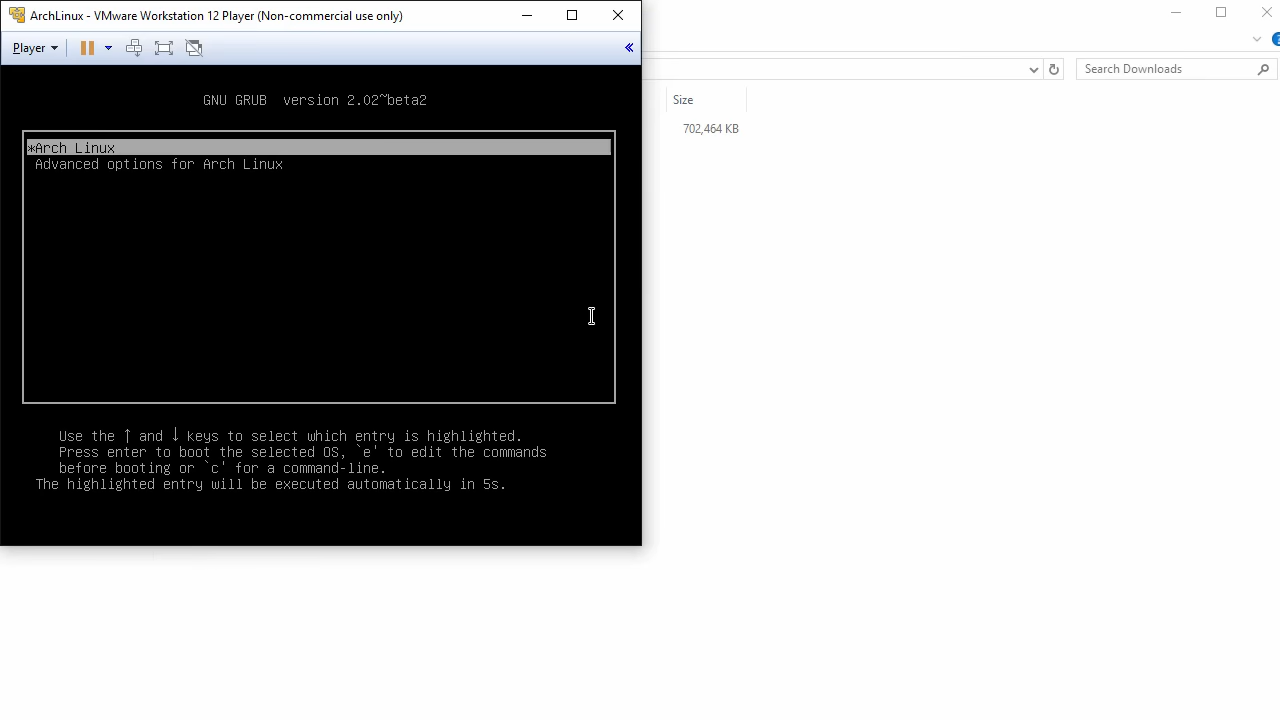 ArchLinux - VMware Workstation 12 Player (Non-commercial use only)
Player
Search Downloads
Size
702,464 KB
GNU GRUB version 2.02~beta2
*Arch Linux
Advanced options for Arch Linux
Use the ↑ and ↓ keys to select which entry is highlighted.
Press enter to boot the selected OS, `e' to edit the commands
before booting or `c' for a command-line.
The highlighted entry will be executed automatically in 5s.